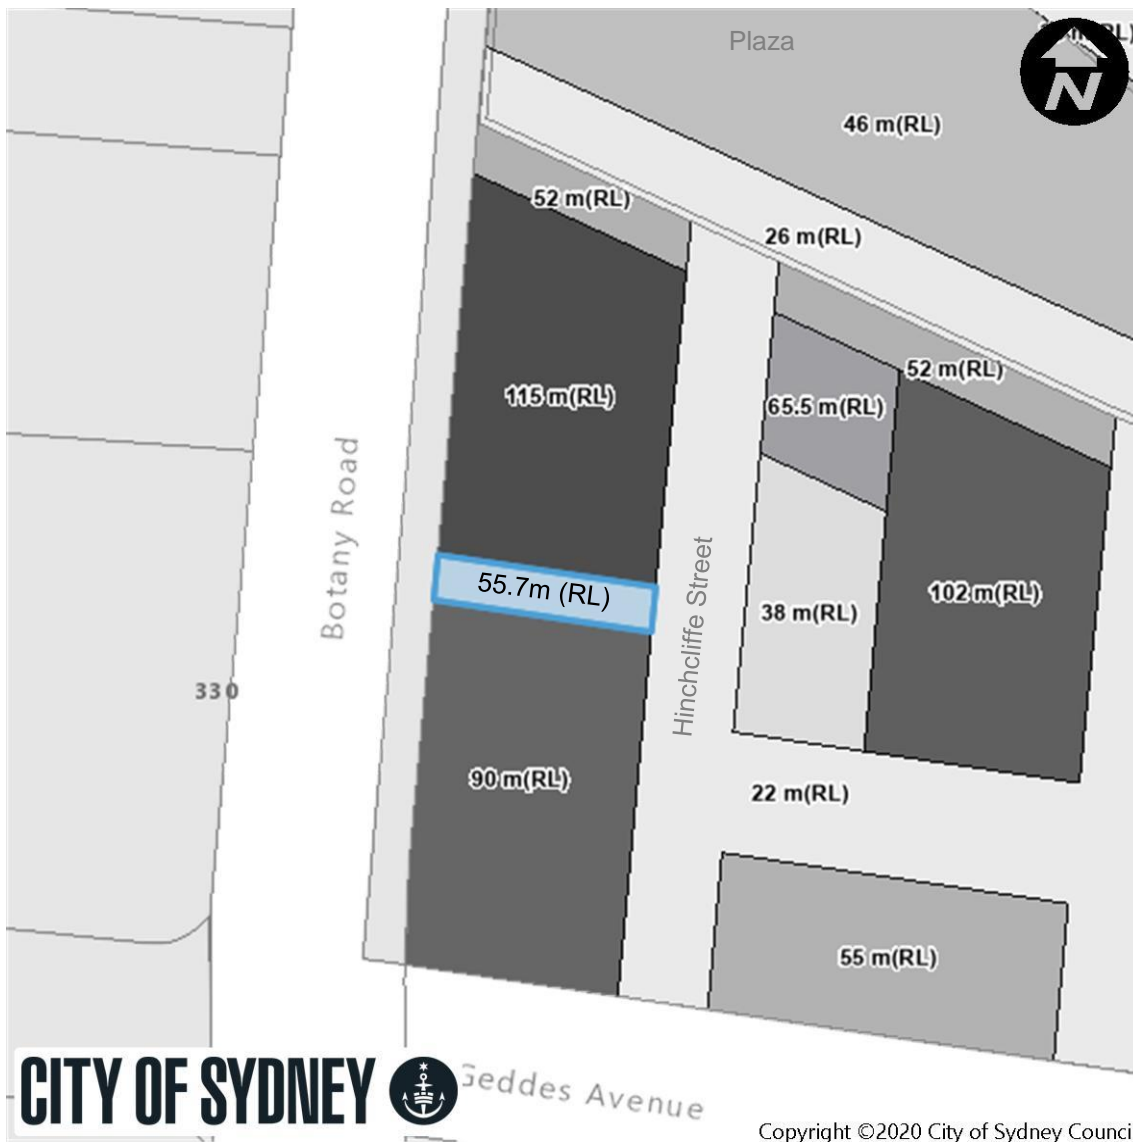 Plaza
N
46 m(RL)
52 m(RL)
26 m(RL)
52 m(RL)
115 m(RL)
65.5 m(RL)
Botany Road
55.7m (RL)
Hinchcliffe Street
38 m(RL)
102 m(RL)
330
90 m(RL)
22 m(RL)
55 m(RL)
CITY OF SYDNEY
Geddes Avenue
Copyright ©2020 City of Sydney Counci